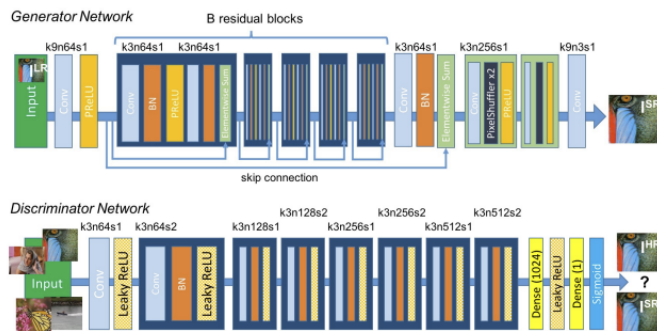 Generator Network
B residual blocks
k9n64s1 k3n64s1 k3n64s1 k3n64s1 k3n256s1 k9n3s1
I LR
Input
Conv
PReLU
Conv
BN
PReLU
Elementwise Sum
Conv
BN
Elementwise Sum
Conv
PixelShuffler x2
PReLU
Conv
I SR
skip connection
Discriminator Network
k3n64s1 k3n64s2 k3n128s1 k3n128s2 k3n256s1 k3n256s2 k3n512s1 k3n512s2
Input
Conv
Leaky ReLU
Conv
BN
Leaky ReLU
Dense (1024)
Leaky ReLU
Dense (1)
Sigmoid
I HR
?
I SR